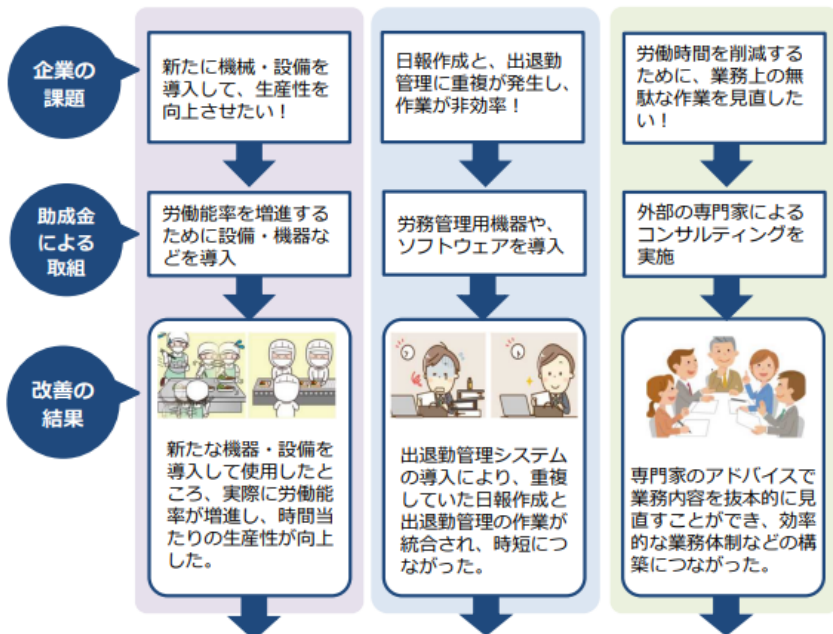 企業の
課題
新たに機械・設備を
導入して、生産性を
向上させたい！
日報作成と、出退勤
管理に重複が発生し、
作業が非効率！
労働時間を削減する
ために、業務上の無
駄な作業を見直した
い！
助成金
による
取組
労働能率を増進する
ために設備・機器な
どを導入
労務管理用機器や、
ソフトウェアを導入
外部の専門家による
コンサルティングを
実施
改善の
結果
新たな機器・設備を
導入して使用したと
ころ、実際に労働能
率が増進し、時間当
たりの生産性が向上
した。
出退勤管理システム
の導入により、重複
していた日報作成と
出退勤管理の作業が
統合され、時短につ
ながった。
専門家のアドバイスで
業務内容を抜本的に見
直すことができ、効率
的な業務体制などの構
築につながった。